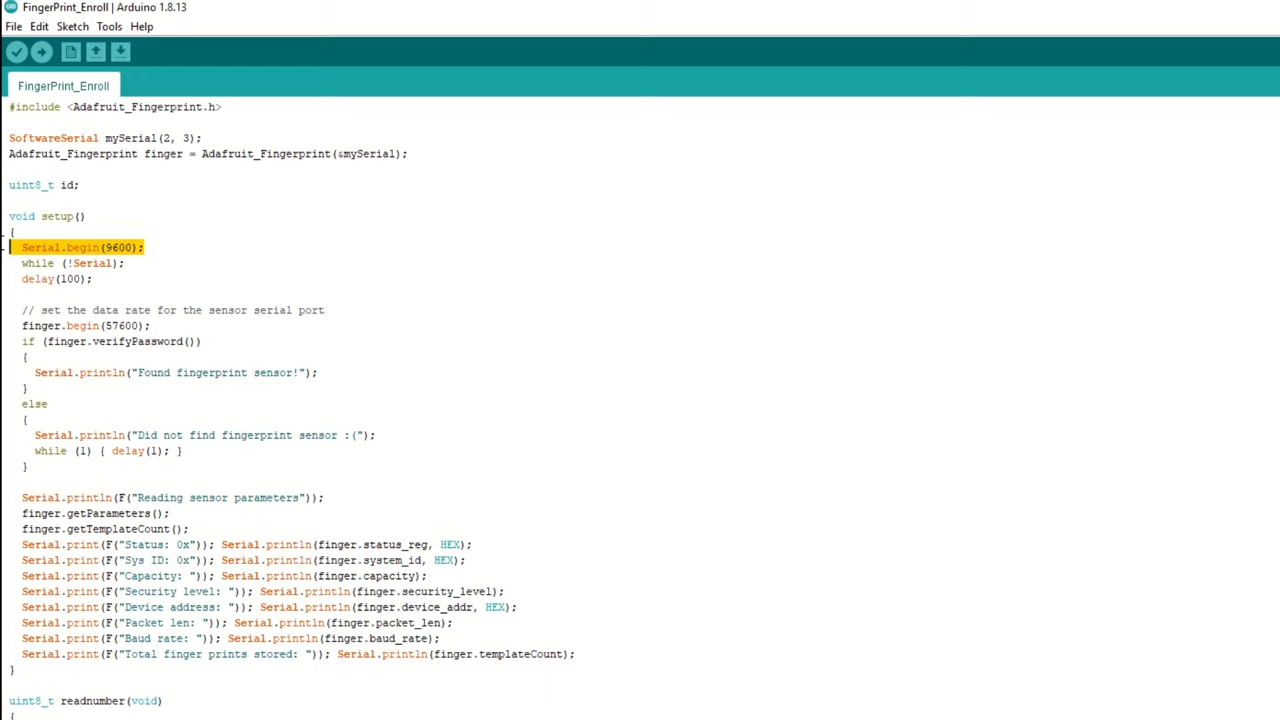 FingerPrint_Enroll | Arduino 1.8.13
File Edit Sketch Tools Help
FingerPrint_Enroll
#include <Adafruit_Fingerprint.h>
SoftwareSerial mySerial(2, 3);
Adafruit_Fingerprint finger = Adafruit_Fingerprint(&mySerial);
uint8_t id;
void setup()
{
Serial.begin(9600);
while (!Serial);
delay(100);
// set the data rate for the sensor serial port
finger.begin(57600);
if (finger.verifyPassword())
{
Serial.println("Found fingerprint sensor!");
}
else
{
Serial.println("Did not find fingerprint sensor :(");
while (1) { delay(1); }
}
Serial.println(F("Reading sensor parameters"));
finger.getParameters();
finger.getTemplateCount();
Serial.print(F("Status: 0x")); Serial.println(finger.status_reg, HEX);
Serial.print(F("Sys ID: 0x")); Serial.println(finger.system_id, HEX);
Serial.print(F("Capacity: ")); Serial.println(finger.capacity);
Serial.print(F("Security level: ")); Serial.println(finger.security_level);
Serial.print(F("Device address: ")); Serial.println(finger.device_addr, HEX);
Serial.print(F("Packet len: ")); Serial.println(finger.packet_len);
Serial.print(F("Baud rate: ")); Serial.println(finger.baud_rate);
Serial.print(F("Total finger prints stored: ")); Serial.println(finger.templateCount);
}
uint8_t readnumber(void)
{